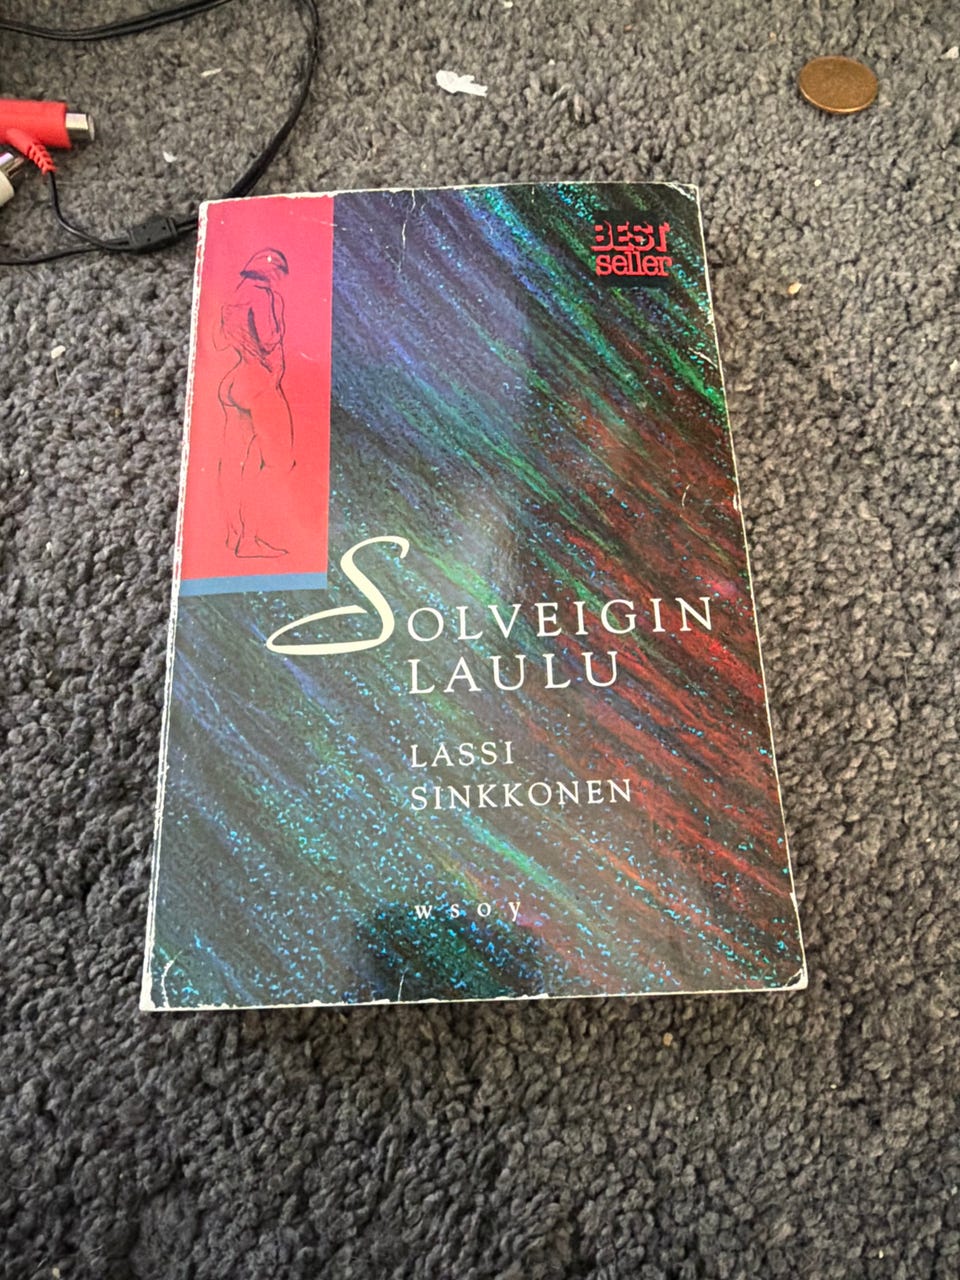 BEST
seller
SOLVEIGIN
LAULU
LASSI
SINKKONEN
wsoy